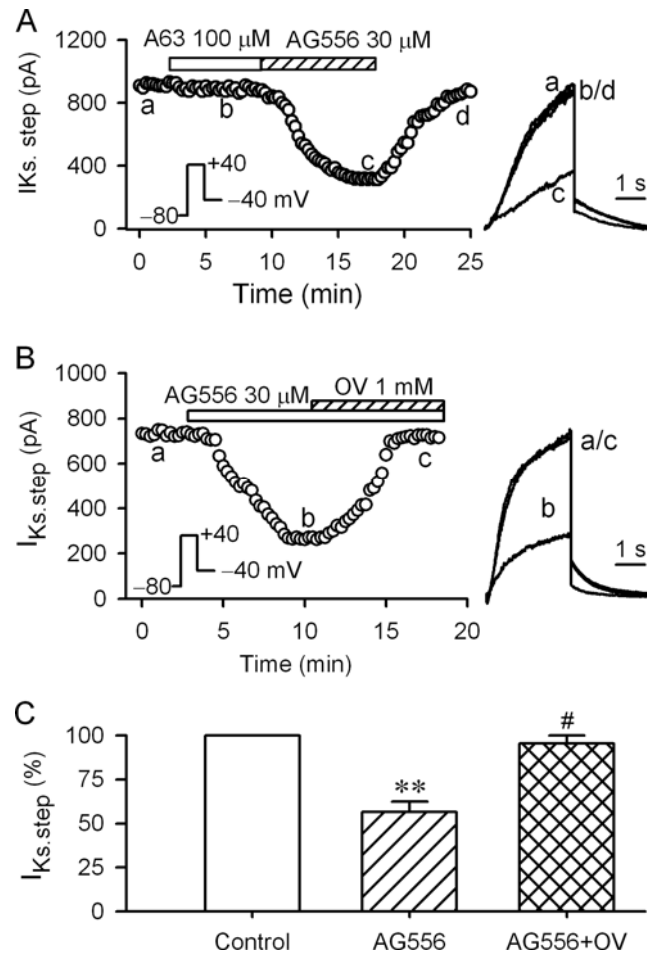 A
A63 100 μM AG556 30 μM
IKs. step (pA)
1200
800
400
0
a
b
c
d
+40
−80
−40 mV
0 5 10 15 20 25
Time (min)
a
b/d
c
1 s
B
OV 1 mM
AG556 30 μM
IKs.step (pA)
1000
800
600
400
200
0
a
b
c
+40
−80
−40 mV
0 5 10 15 20
Time (min)
a/c
b
1 s
C
IKs.step (%)
100
75
50
25
0
**
#
Control AG556 AG556+OV